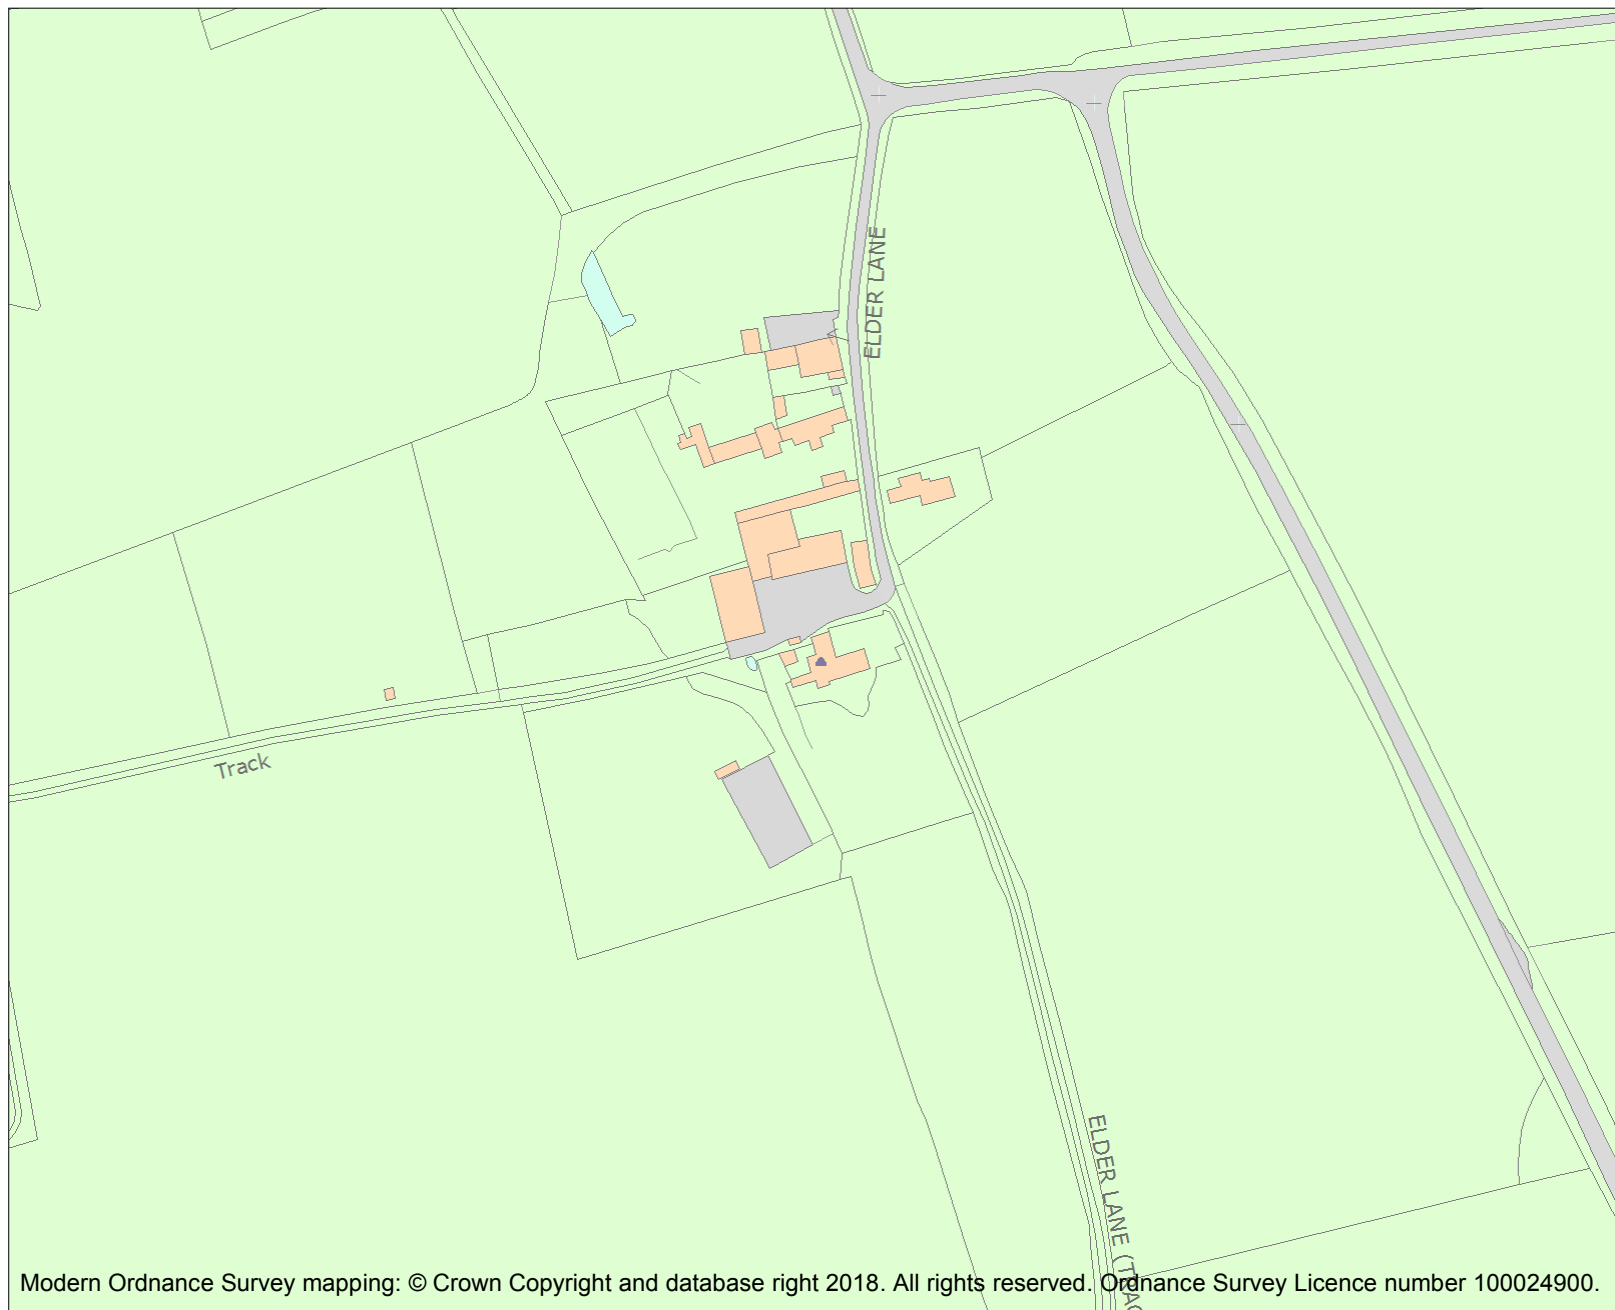 ELDER LANE
Track
ELDER LANE (TRAC
Modern Ordnance Survey mapping: © Crown Copyright and database right 2018. All rights reserved. Ordnance Survey Licence number 100024900.